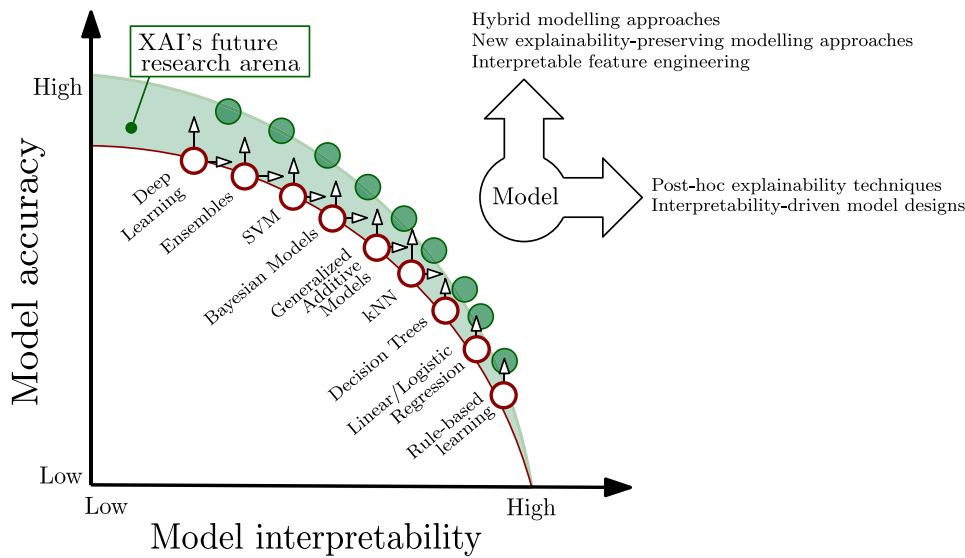 Hybrid modelling approaches
New explainability-preserving modelling approaches
Interpretable feature engineering
XAI's future
research arena
High
Model
Post-hoc explainability techniques
Interpretability-driven model designs
Model accuracy
Deep
Learning
Ensembles
SVM
Bayesian Models
Generalized
Additive
Models
kNN
Decision Trees
Linear/Logistic
Regression
Rule-based
learning
Low
Low
High
Model interpretability